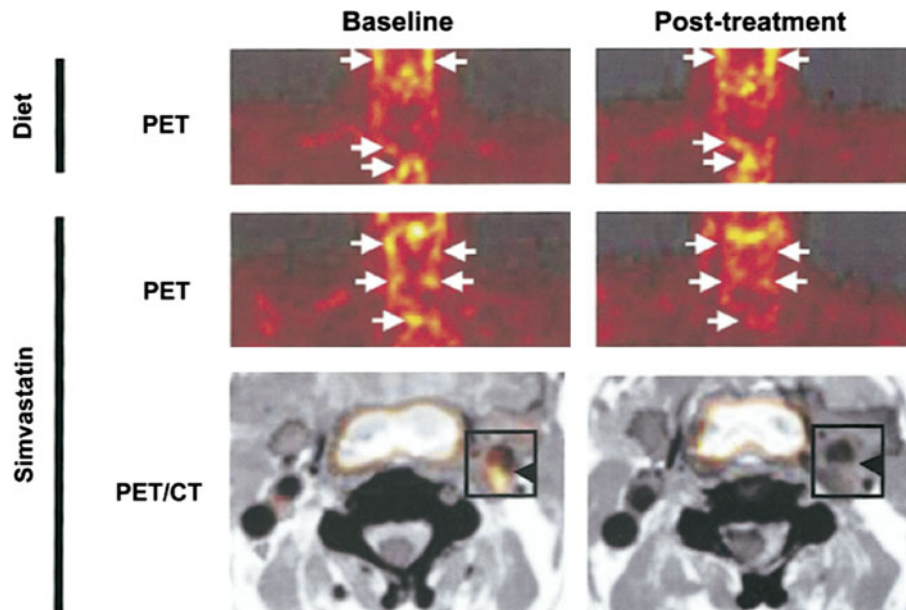 Baseline
Post-treatment
Diet
PET
Simvastatin
PET
PET/CT